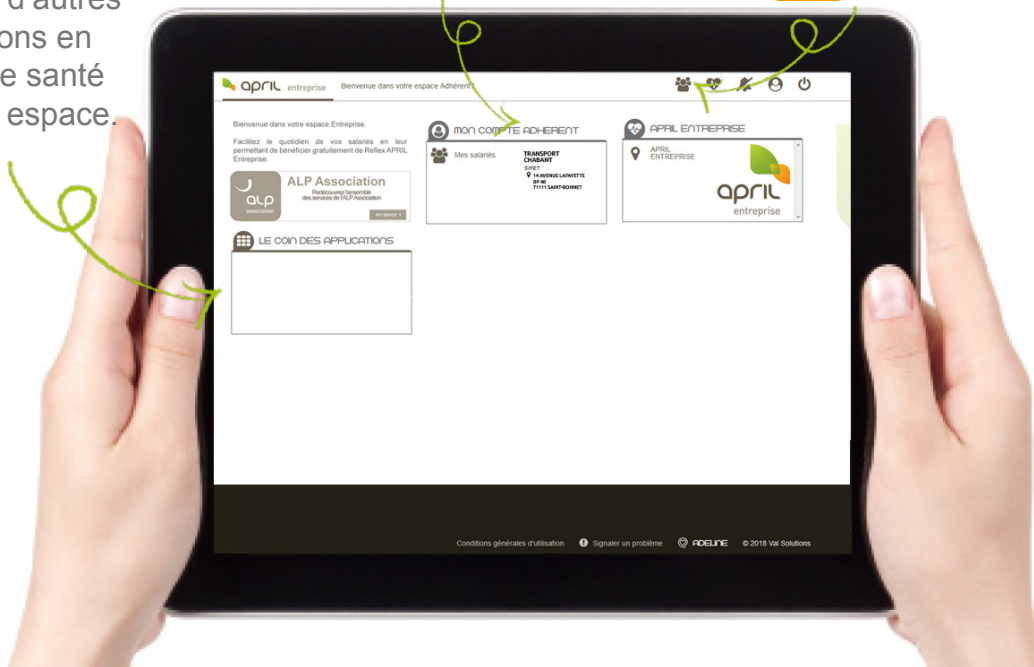 d'autres
ons en
e santé
espace.
april entreprise
Bienvenue dans votre espace Adhérent
Bienvenue dans votre espace Entreprise.
Facilitez le quotidien de vos salariés en leur
permettant de bénéficier gratuitement de Reflex APRIL
Entreprise.
alp
association
ALP Association
Redécouvrez l'ensemble
des services de l'ALP Association
en savoir +
MON COMPTE ADHERENT
Mes salariés
TRANSPORT
CHABANT
SIRET
14 AVENUE LAFAYETTE
BP 40
71111 SAINT-BONNET
APRIL ENTREPRISE
APRIL
ENTREPRISE
april
entreprise
LE COIN DES APPLICATIONS
Conditions générales d'utilisation
Signaler un problème
ADELINE
© 2018 Val Solutions